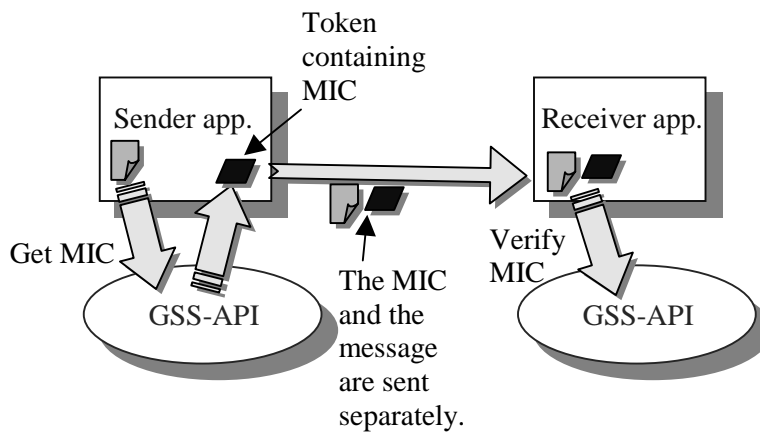 Token
containing
MIC
Sender app.
Receiver app.
Get MIC
Verify
MIC
GSS-API
The MIC
and the
message
are sent
separately.
GSS-API